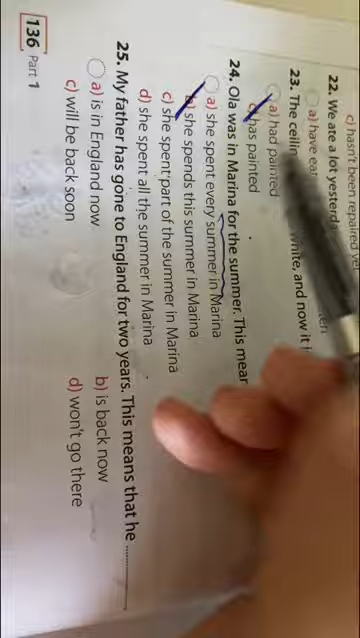 c) hasn't been repaired ye
22. We ate a lot yesterd
a) have ea
23. The ceilin white, and now it i
a) had painted
c) has painted
24. Ola was in Marina for the summer. This mean
a) she spent every summer in Marina
b) she spends this summer in Marina
c) she spent part of the summer in Marina
d) she spent all the summer in Marina
25. My father has gone to England for two years. This means that he ............
a) is in England now b) is back now
c) will be back soon d) won't go there
136 Part 1